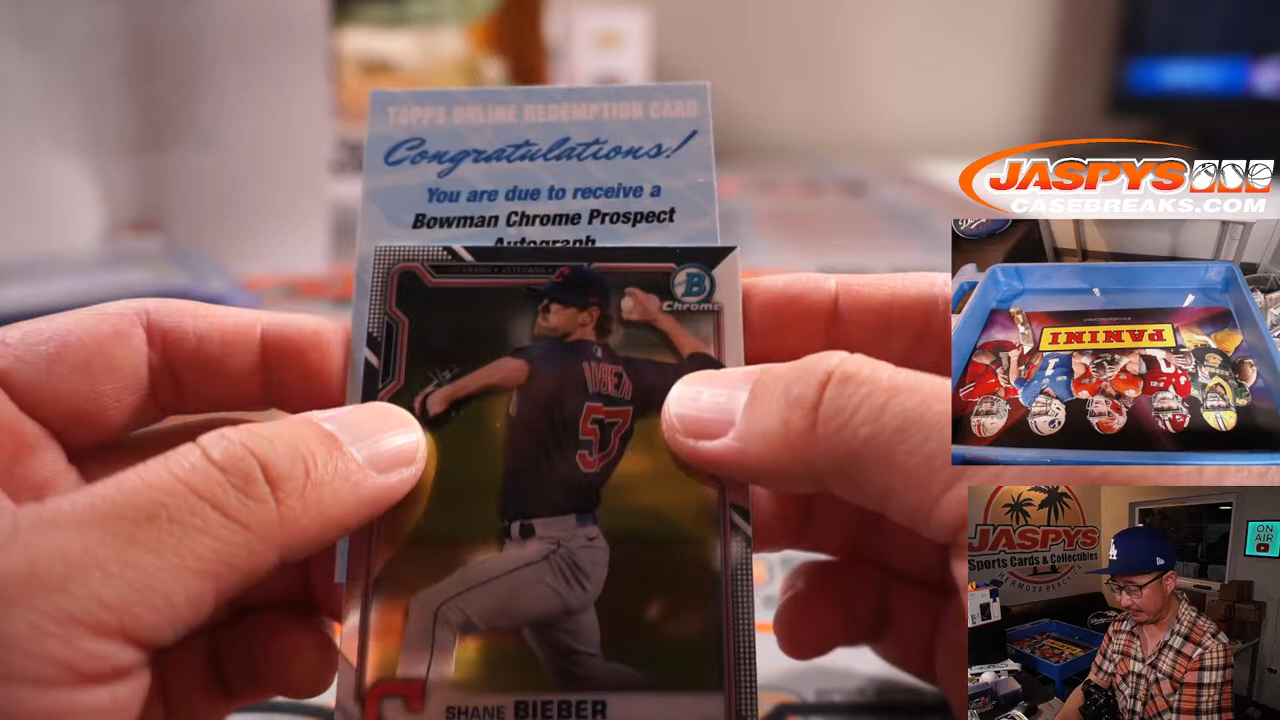 TOPPS ONLINE REDEMPTION CARD
Congratulations!
You are due to receive a
Bowman Chrome Prospect
Autograph
B
Chrome
57
SHANE BIEBER
JASPYS
CASEBREAKS.COM
PANINI
JASPYS
Sports Cards & Collectibles
HERMOSA BEACH
ON
AIR